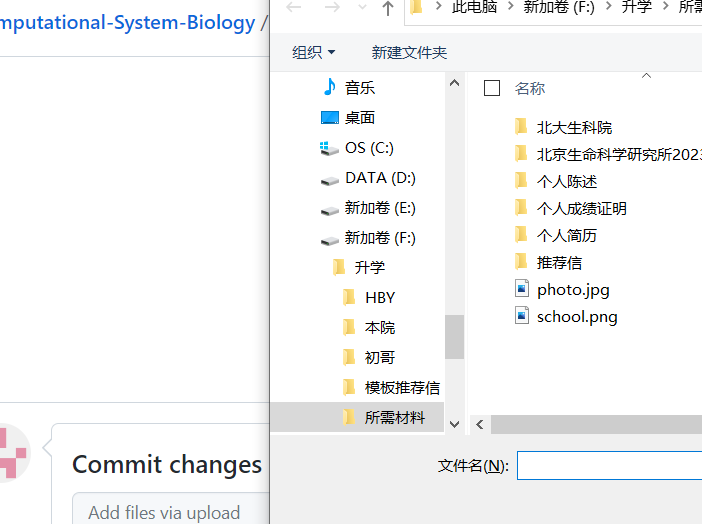 mputational-System-Biology /
此电脑 > 新加卷 (F:) > 升学 >
组织
新建文件夹
音乐
桌面
OS (C:)
DATA (D:)
新加卷 (E:)
新加卷 (F:)
升学
HBY
本院
初哥
模板推荐信
所需材料
名称
北大生科院
北京生命科学研究所2023
个人陈述
个人成绩证明
个人简历
推荐信
photo.jpg
school.png
文件名(N):
Commit changes
Add files via upload